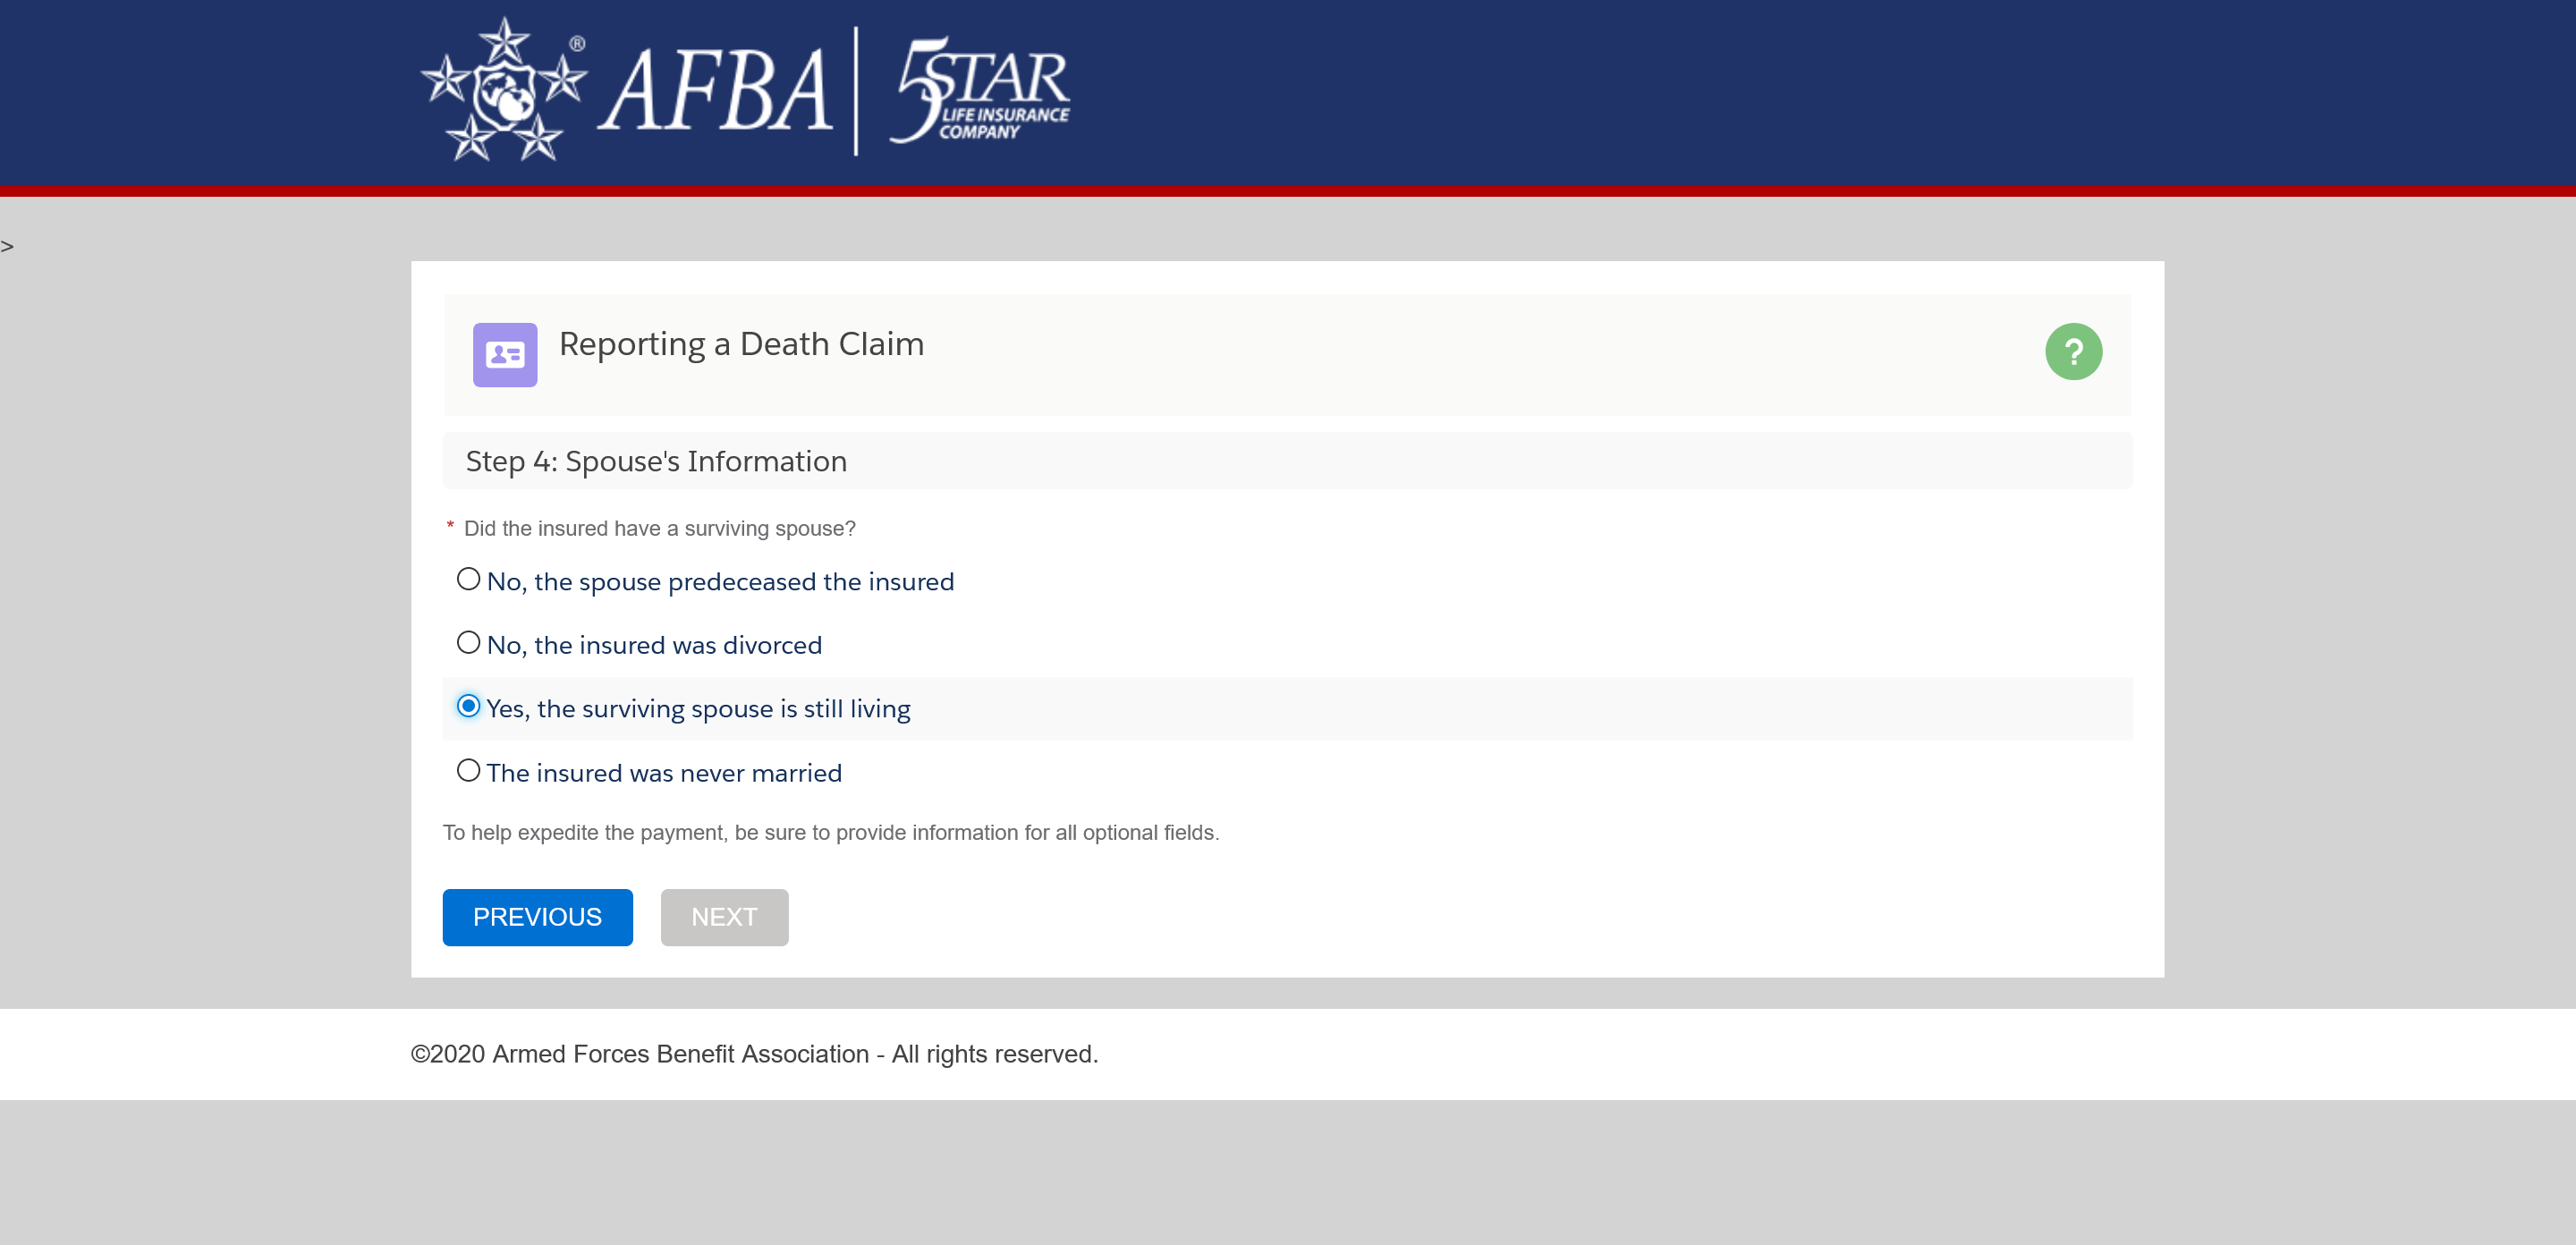 ®
AFBA
5STAR
LIFE INSURANCE
COMPANY
>
Reporting a Death Claim
?
Step 4: Spouse's Information
* Did the insured have a surviving spouse?
No, the spouse predeceased the insured
No, the insured was divorced
Yes, the surviving spouse is still living
The insured was never married
To help expedite the payment, be sure to provide information for all optional fields.
PREVIOUS NEXT
©2020 Armed Forces Benefit Association - All rights reserved.